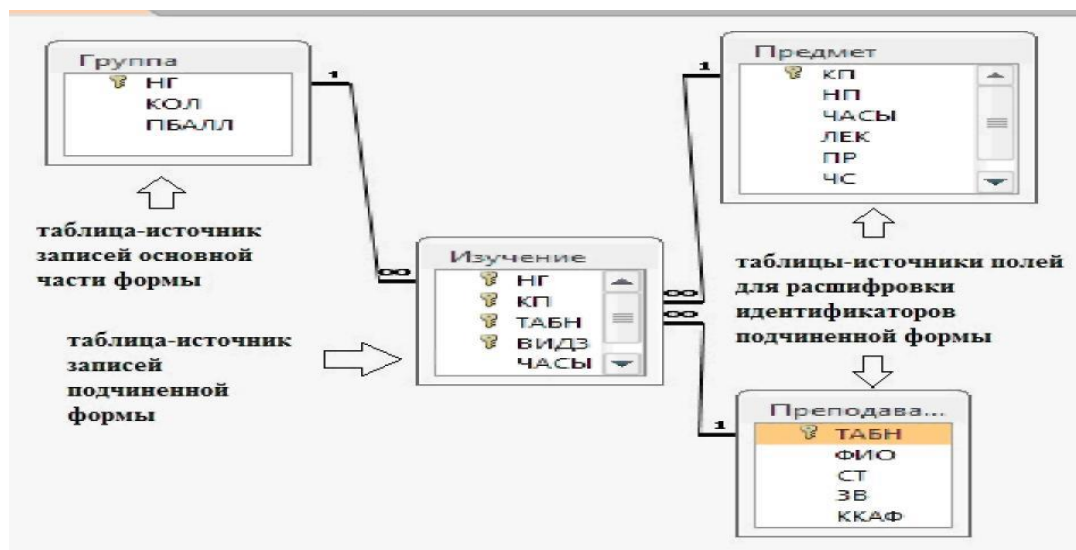 Группа
НГ
КОЛ
ПБАЛЛ
1
таблица-источник
записей основной
части формы
Предмет
КП
НП
ЧАСЫ
ЛЕК
ПР
ЧС
1
таблицы-источники полей
для расшифровки
идентификаторов
подчиненной формы
Изучение
НГ
КП
ТАБН
ВИДЗ
ЧАСЫ
∞
∞
∞
таблица-источник
записей
подчиненной
формы
Преподава...
ТАБН
ФИО
СТ
ЗВ
ККАФ
1